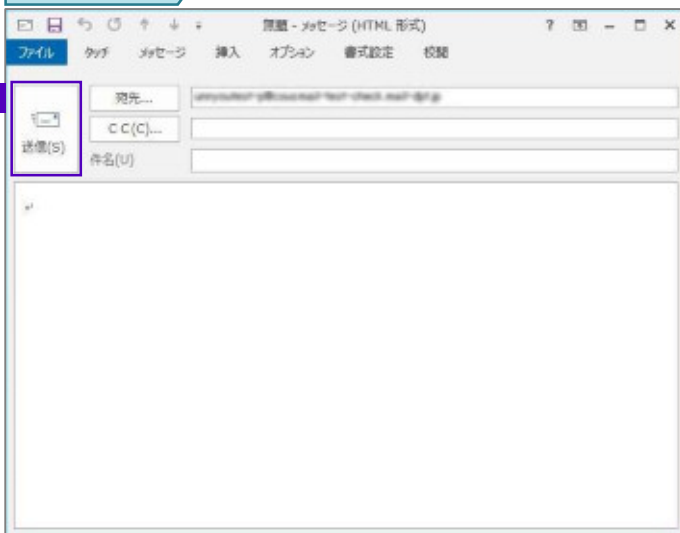 無題 - メッセージ (HTML 形式)
ファイル タッチ メッセージ 挿入 オプション 書式設定 校閲
宛先...
CC(C)...
送信(S)
件名(U)